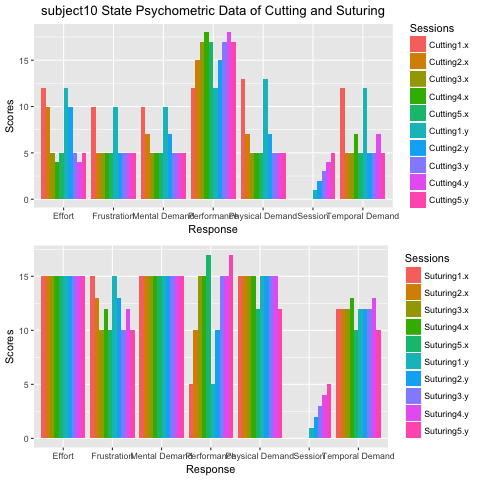 subject10 State Psychometric Data of Cutting and Suturing
Scores
15
10
5
0
Effort Frustration Mental Demand Performance Physical Demand Session Temporal Demand
Response
Sessions
Cutting1.x
Cutting2.x
Cutting3.x
Cutting4.x
Cutting5.x
Cutting1.y
Cutting2.y
Cutting3.y
Cutting4.y
Cutting5.y
Scores
15
10
5
0
Effort Frustration Mental Demand Performance Physical Demand Session Temporal Demand
Response
Sessions
Suturing1.x
Suturing2.x
Suturing3.x
Suturing4.x
Suturing5.x
Suturing1.y
Suturing2.y
Suturing3.y
Suturing4.y
Suturing5.y